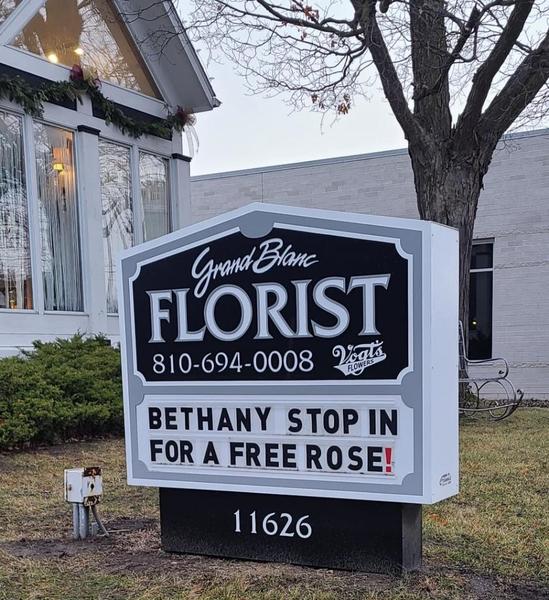 Grand Blanc
FLORIST
810-694-0008
Vogts
FLOWERS
BETHANY STOP IN
FOR A FREE ROSE!
11626